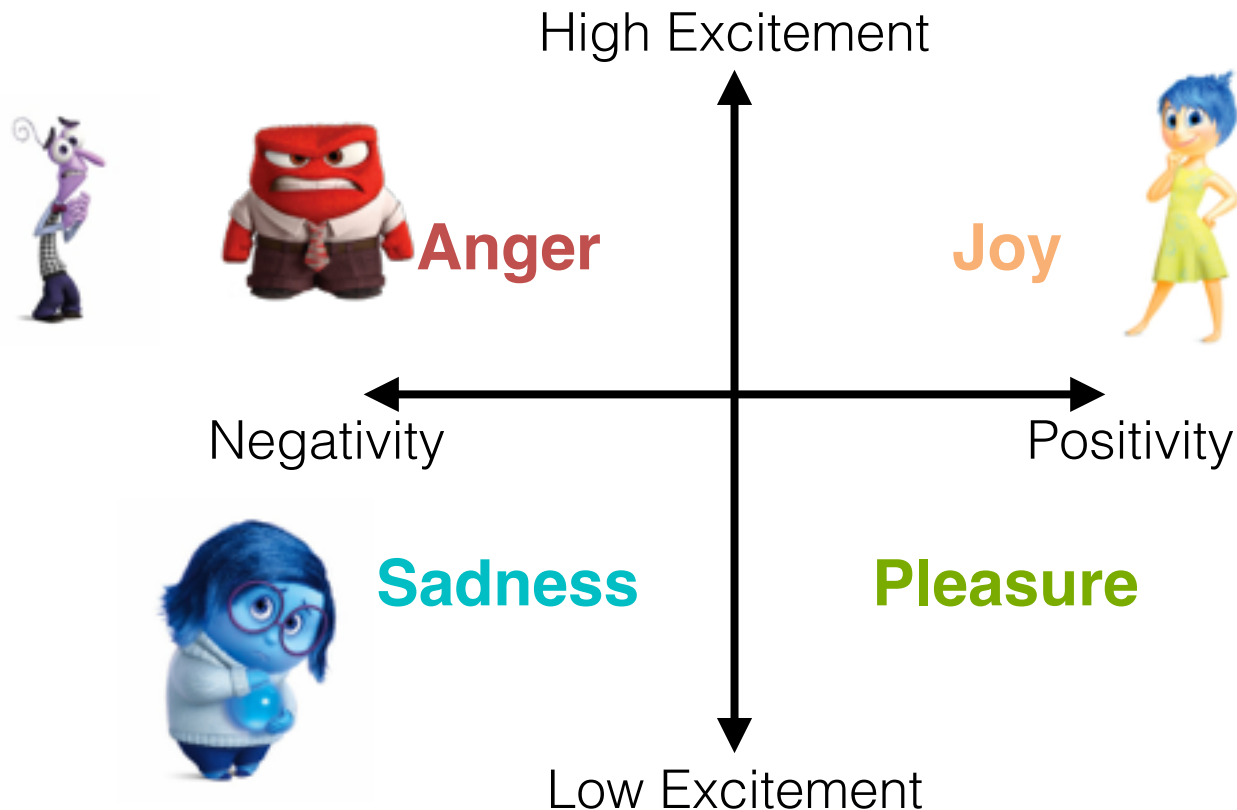 High Excitement
Anger
Joy
Negativity
Positivity
Sadness
Pleasure
Low Excitement